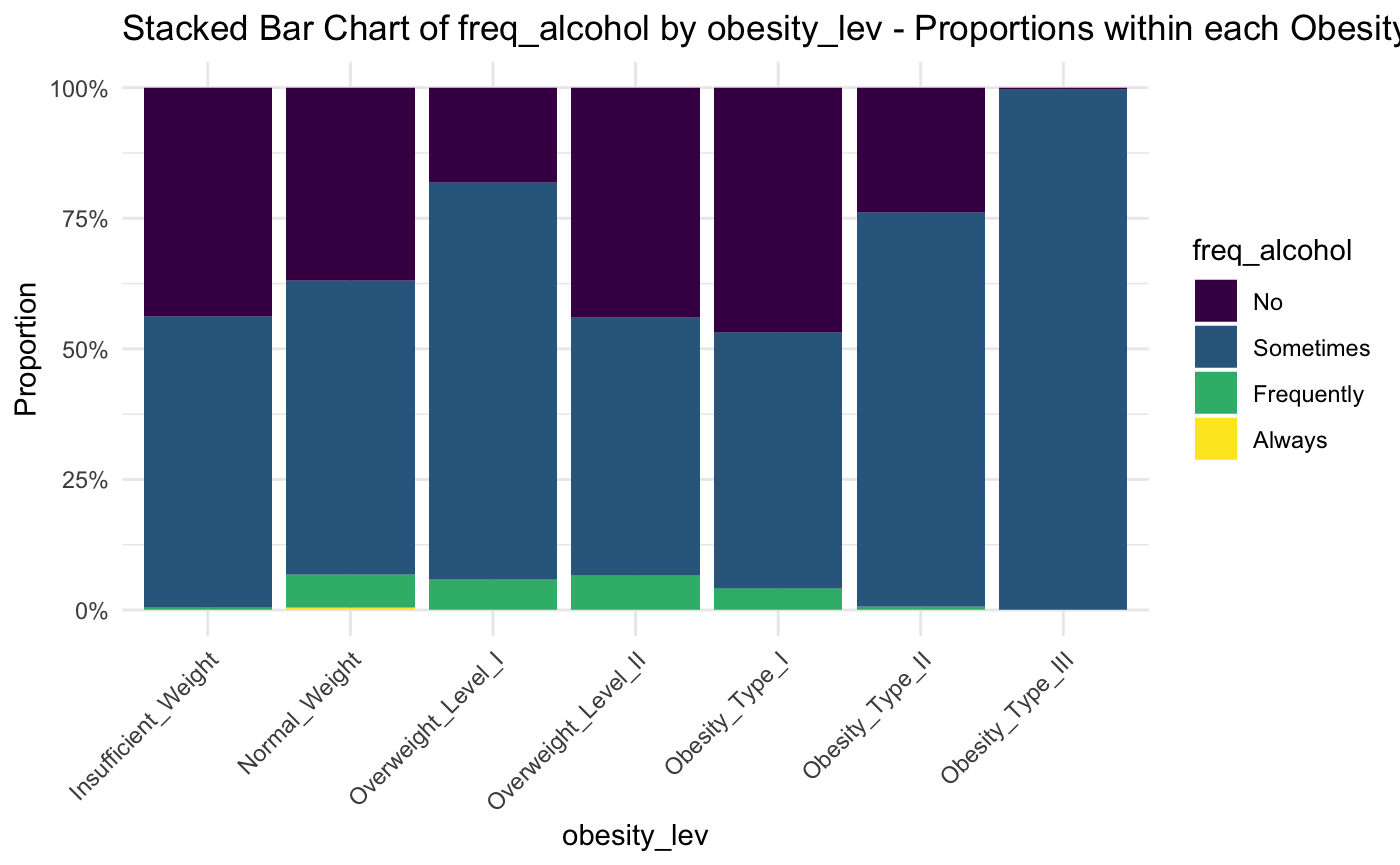 Stacked Bar Chart of freq_alcohol by obesity_lev - Proportions within each Obesity
100%
75%
50%
25%
0%
Proportion
Insufficient_Weight
Normal_Weight
Overweight_Level_I
Overweight_Level_II
Obesity_Type_I
Obesity_Type_II
Obesity_Type_III
obesity_lev
freq_alcohol
No
Sometimes
Frequently
Always